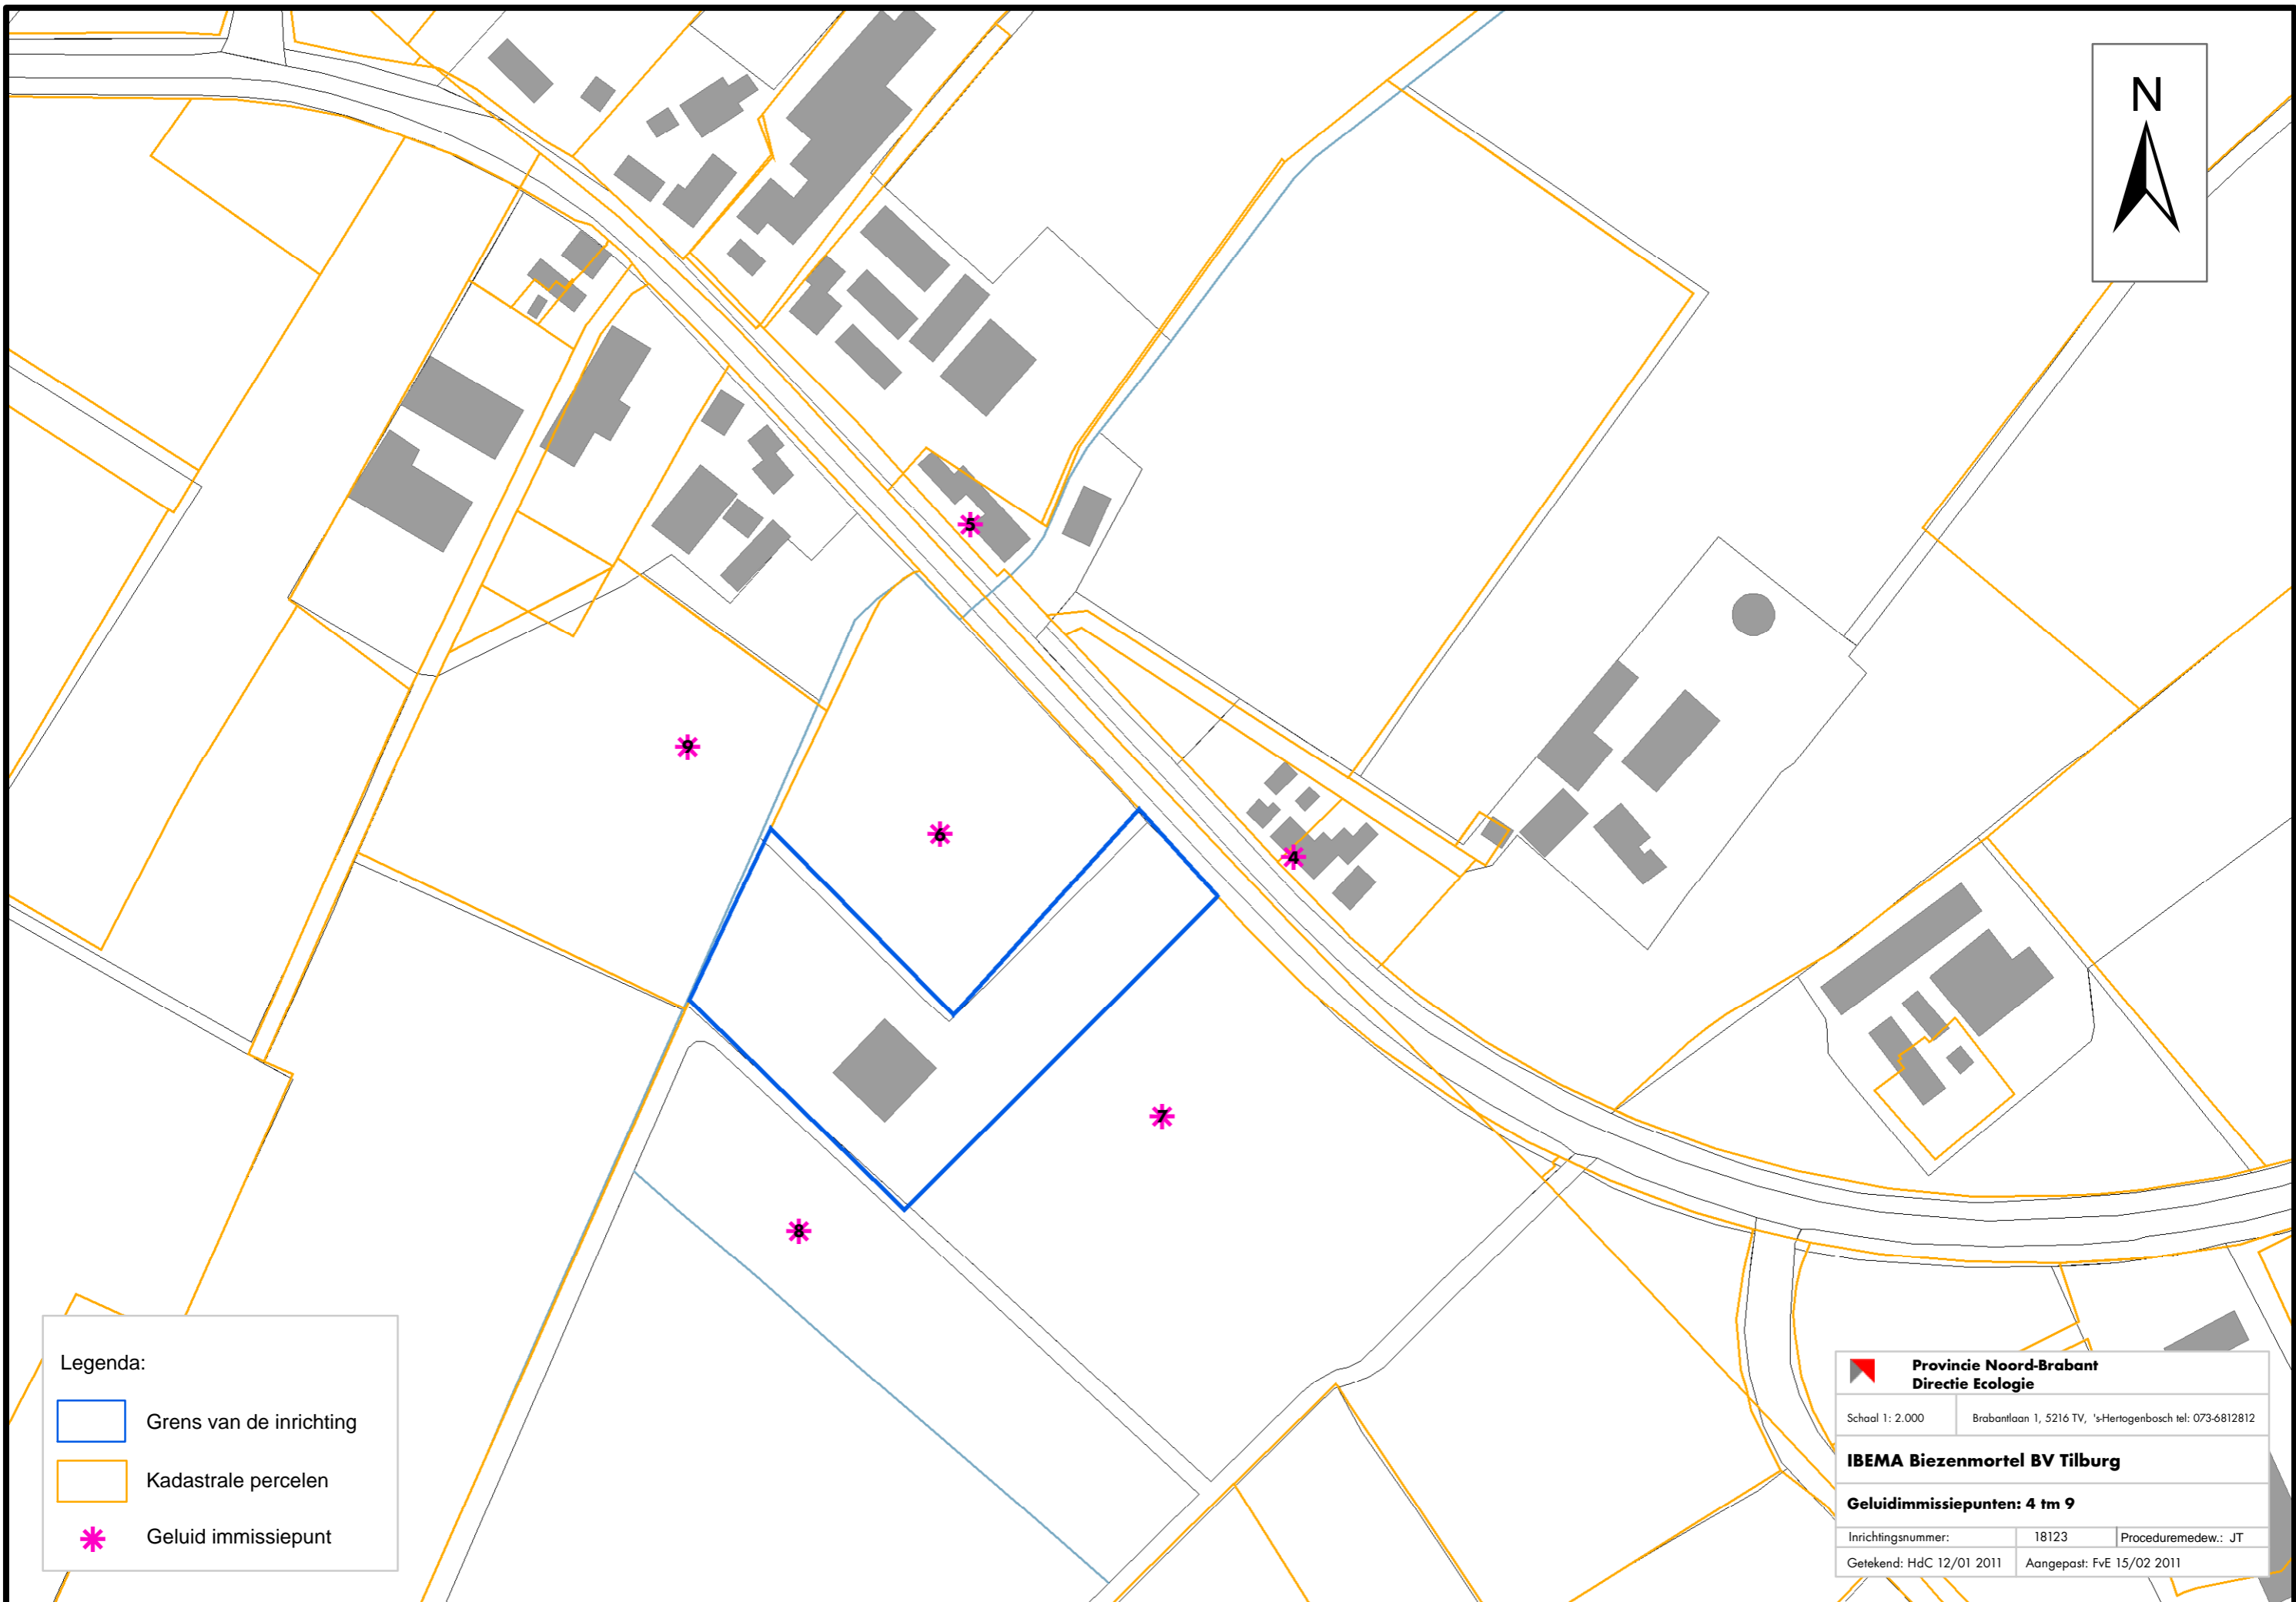 N
5
9
6
4
7
8
Legenda:
Grens van de inrichting
Kadastrale percelen
Geluid immissiepunt
Provincie Noord-Brabant
Directie Ecologie
Schaal 1: 2.000 Brabantlaan 1, 5216 TV, 's-Hertogenbosch tel: 073-6812812
IBEMA Biezenmortel BV Tilburg
Geluidimmissiepunten: 4 tm 9
Inrichtingsnummer: 18123 Proceduremedew.: JT
Getekend: HdC 12/01 2011 Aangepast: FvE 15/02 2011